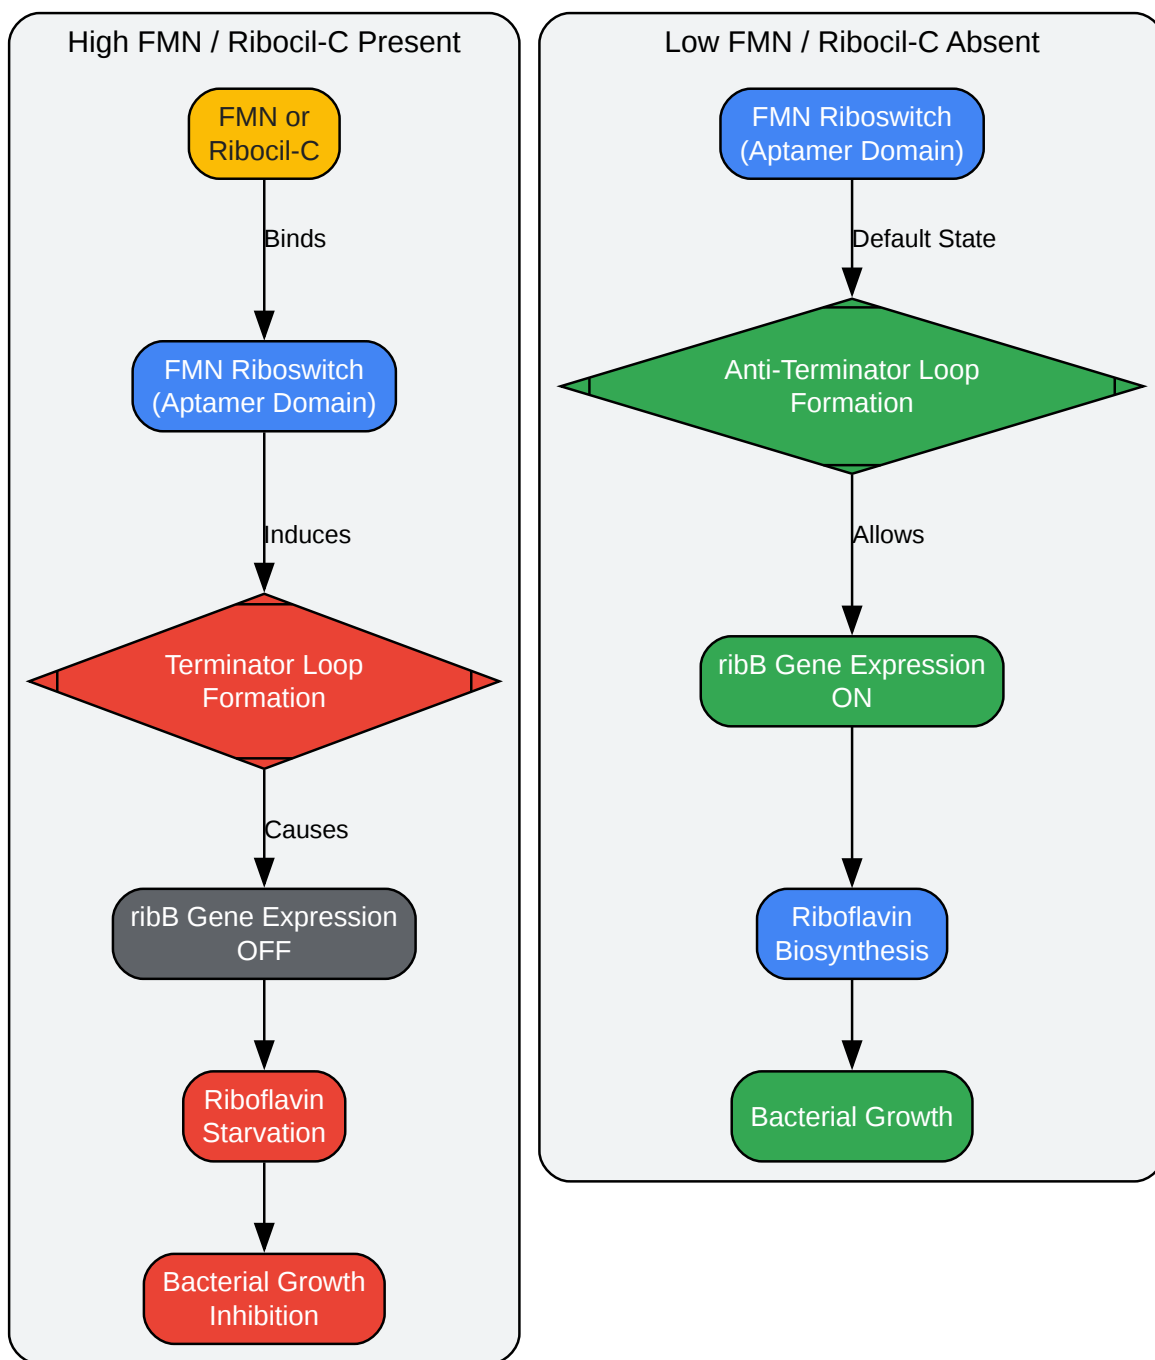 High FMN / Ribocil-C Present
FMN or
Ribocil-C
Binds
FMN Riboswitch
(Aptamer Domain)
Induces
Terminator Loop
Formation
Causes
ribB Gene Expression
OFF
Riboflavin
Starvation
Bacterial Growth
Inhibition
Low FMN / Ribocil-C Absent
FMN Riboswitch
(Aptamer Domain)
Default State
Anti-Terminator Loop
Formation
Allows
ribB Gene Expression
ON
Riboflavin
Biosynthesis
Bacterial Growth